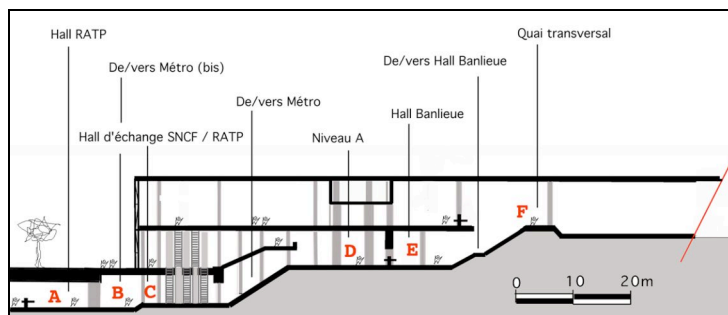 Hall RATP
Quai transversal
De/vers Métro (bis)
De/vers Hall Banlieue
De/vers Métro
Hall Banlieue
Hall d'échange SNCF / RATP
Niveau A
F
D
E
A
B
C
0 10 20m